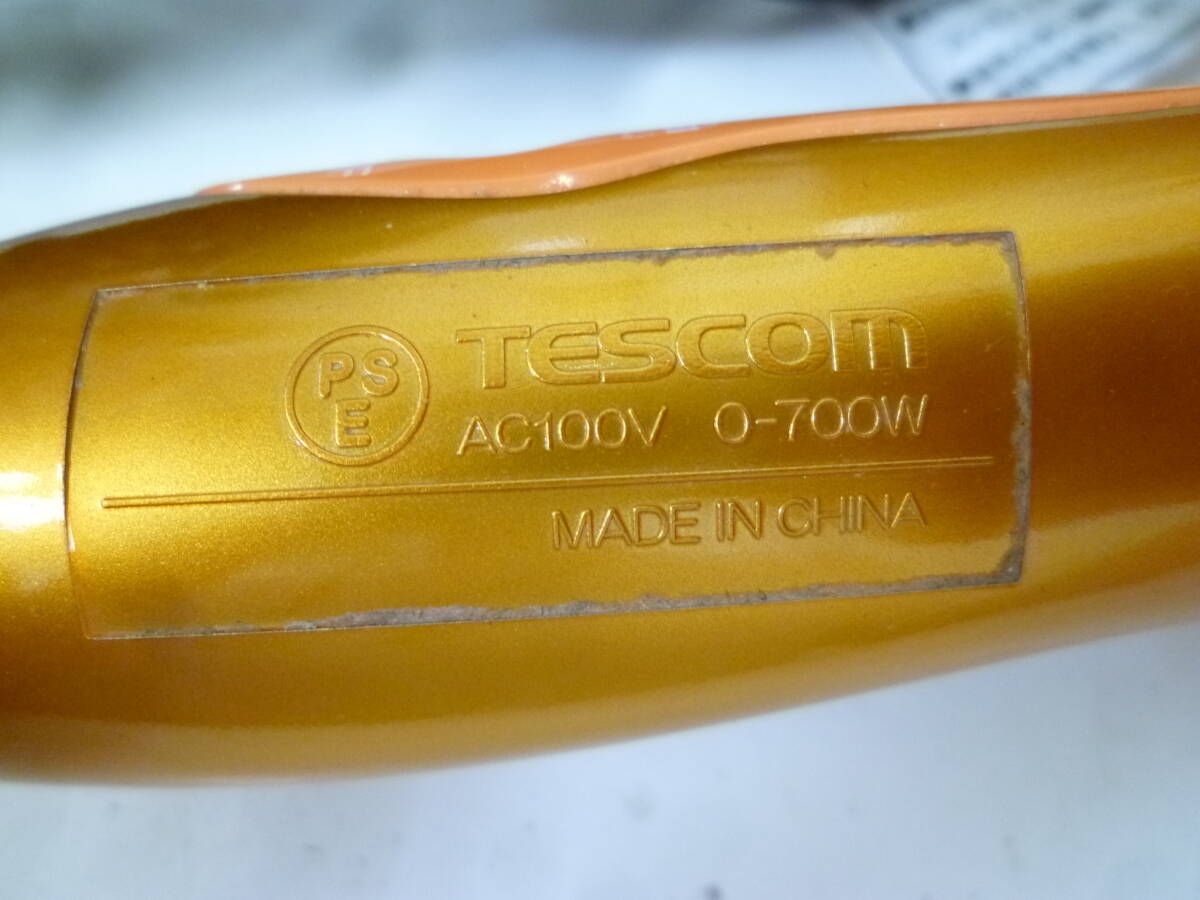 PS
E
TESCOM
AC100V 0-700W
MADE IN CHINA